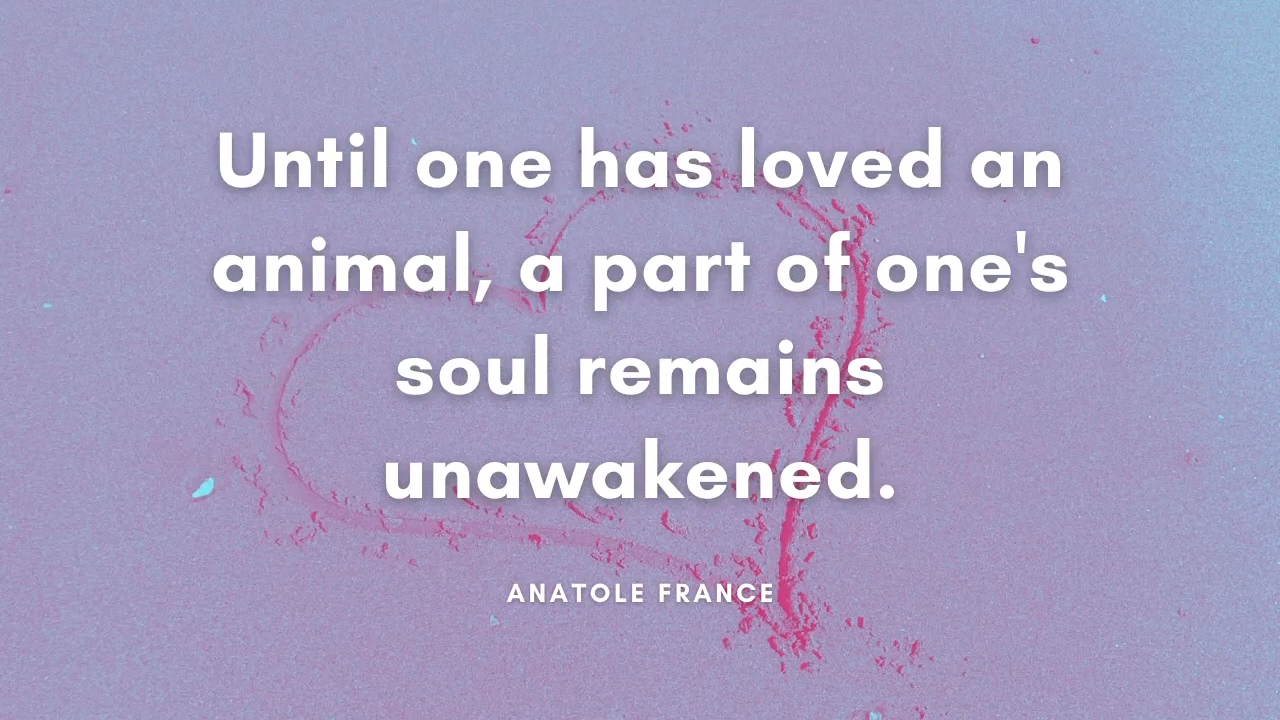 Until one has loved an
animal, a part of one's
soul remains
unawakened.
ANATOLE FRANCE